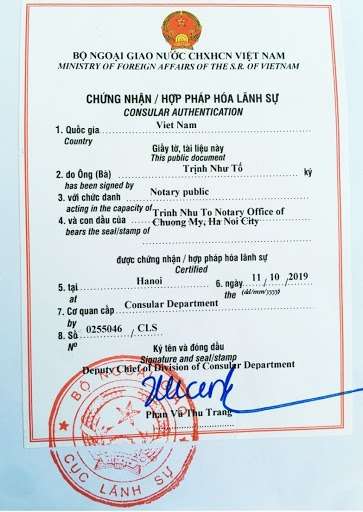 BỘ NGOẠI GIAO NƯỚC CHXHCN VIỆT NAM
MINISTRY OF FOREIGN AFFAIRS OF THE S.R. OF VIETNAM
CHỨNG NHẬN / HỢP PHÁP HÓA LÃNH SỰ
CONSULAR AUTHENTICATION
1. Quốc gia Viet Nam
Country
Giấy tờ, tài liệu này
This public document
2. do Ông (Bà) Trịnh Như Tố ký
has been signed by
3. với chức danh Notary public
acting in the capacity of
4. và con dấu của Trinh Nhu To Notary Office of
Chuong My, Ha Noi City
bears the seal/stamp of
được chứng nhận / hợp pháp hóa lãnh sự
Certified
5. tại Hanoi 6. ngày 11 / 10 / 2019
at the (dd/mm/yyyy)
7. Cơ quan cấp Consular Department
by
8. Số 0255046 / CLS
N°
Ký tên và đóng dấu
Signature and seal/stamp
Deputy Chief of Division of Consular Department
Phan Vũ Thu Trang
BỘ NGOẠI
CỤC LÃNH SỰ